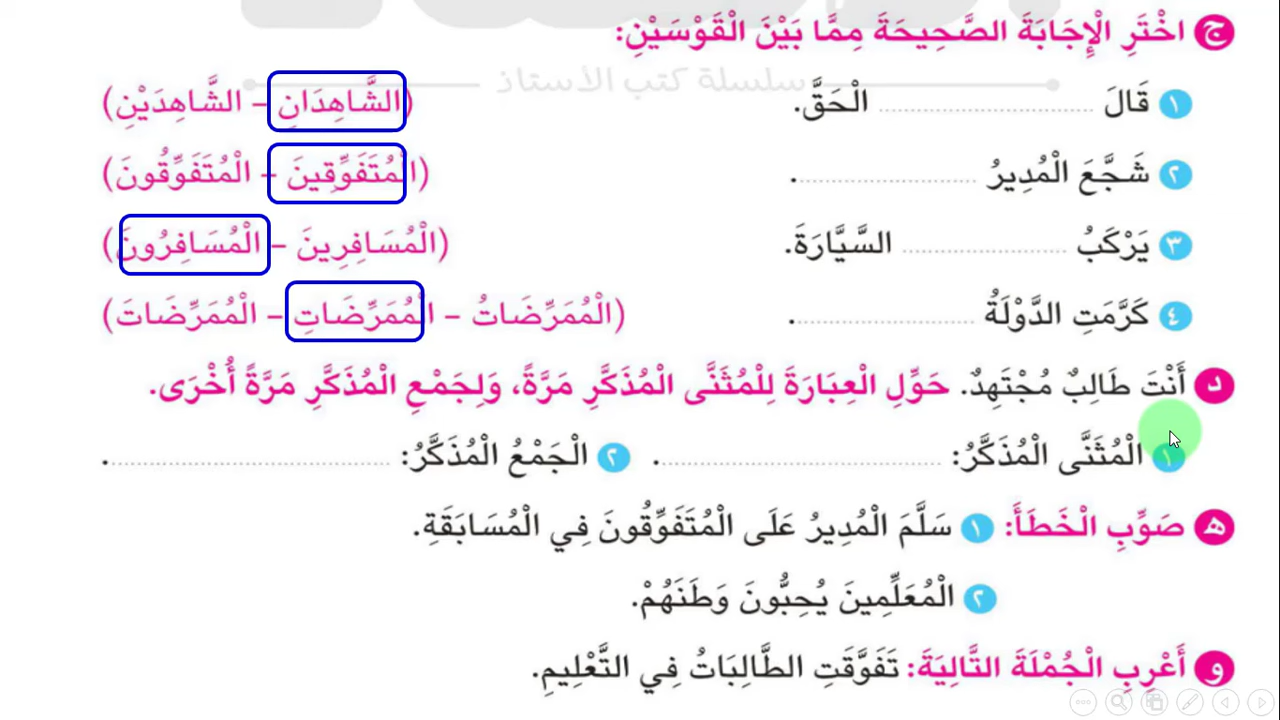 ج اخْتَرِ الْإِجَابَةَ الصَّحِيحَةَ مِمَّا بَيْنَ الْقَوْسَيْنِ:
سلسلة كتب الأستاذ
١ قَالَ .............................. الْحَقَّ. (الشَّاهِدَانِ – الشَّاهِدَيْنِ)
٢ شَجَّعَ الْمُدِيرُ .............................. . (الْمُتَفَوِّقِينَ – الْمُتَفَوِّقُونَ)
٣ يَرْكَبُ .............................. السَّيَّارَةَ. (الْمُسَافِرِينَ – الْمُسَافِرُونَ)
٤ كَرَّمَتِ الدَّوْلَةُ .............................. . (الْمُمَرِّضَاتُ – الْمُمَرِّضَاتِ – الْمُمَرِّضَاتَ)
د أَنْتَ طَالِبٌ مُجْتَهِدٌ. حَوِّلِ الْعِبَارَةَ لِلْمُثَنَّى الْمُذَكَّرِ مَرَّةً، وَلِجَمْعِ الْمُذَكَّرِ مَرَّةً أُخْرَى.
١ الْمُثَنَّى الْمُذَكَّرُ: .............................. . ٢ الْجَمْعُ الْمُذَكَّرُ: .............................. .
هـ صَوِّبِ الْخَطَأَ: ١ سَلَّمَ الْمُدِيرُ عَلَى الْمُتَفَوِّقُونَ فِي الْمُسَابَقَةِ.
٢ الْمُعَلِّمِينَ يُحِبُّونَ وَطَنَهُمْ.
و أَعْرِبِ الْجُمْلَةَ التَّالِيَةَ: تَفَوَّقَتِ الطَّالِبَاتُ فِي التَّعْلِيمِ.